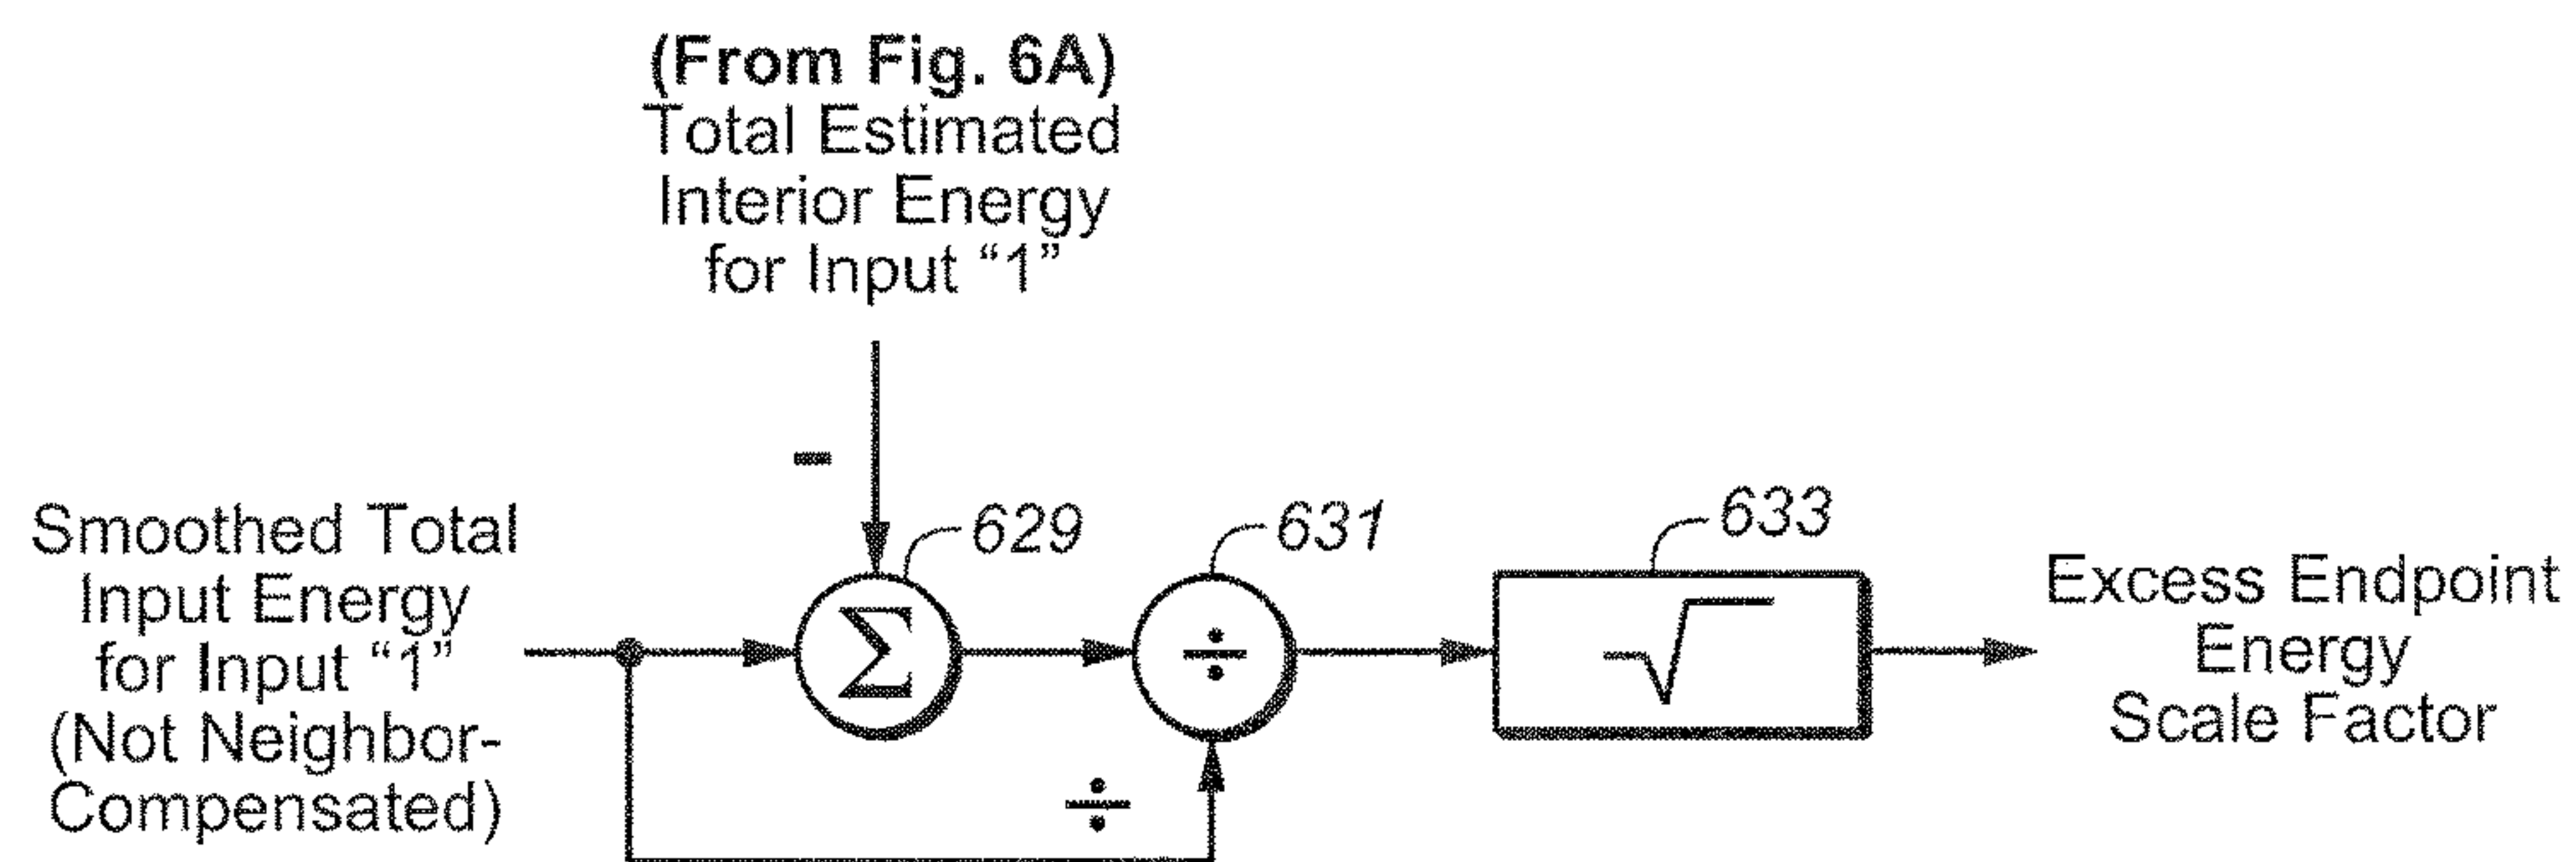 (From Fig. 6A)
Total Estimated
Interior Energy
for Input “1”
−
Smoothed Total
Input Energy
for Input “1”
(Not Neighbor-
Compensated)
629
Σ
631
÷
÷
633
√
Excess Endpoint
Energy
Scale Factor